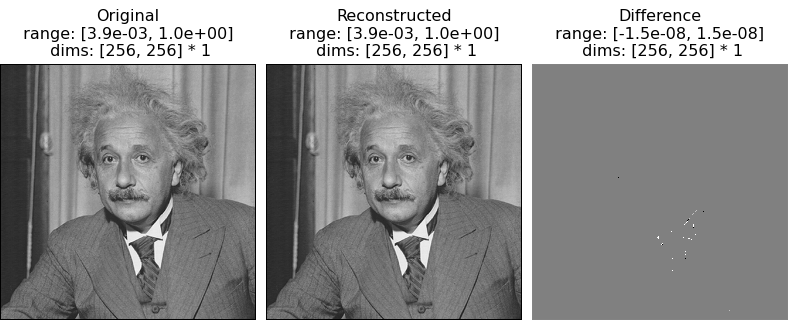 Original
range: [3.9e-03, 1.0e+00]
dims: [256, 256] * 1
Reconstructed
range: [3.9e-03, 1.0e+00]
dims: [256, 256] * 1
Difference
range: [-1.5e-08, 1.5e-08]
dims: [256, 256] * 1